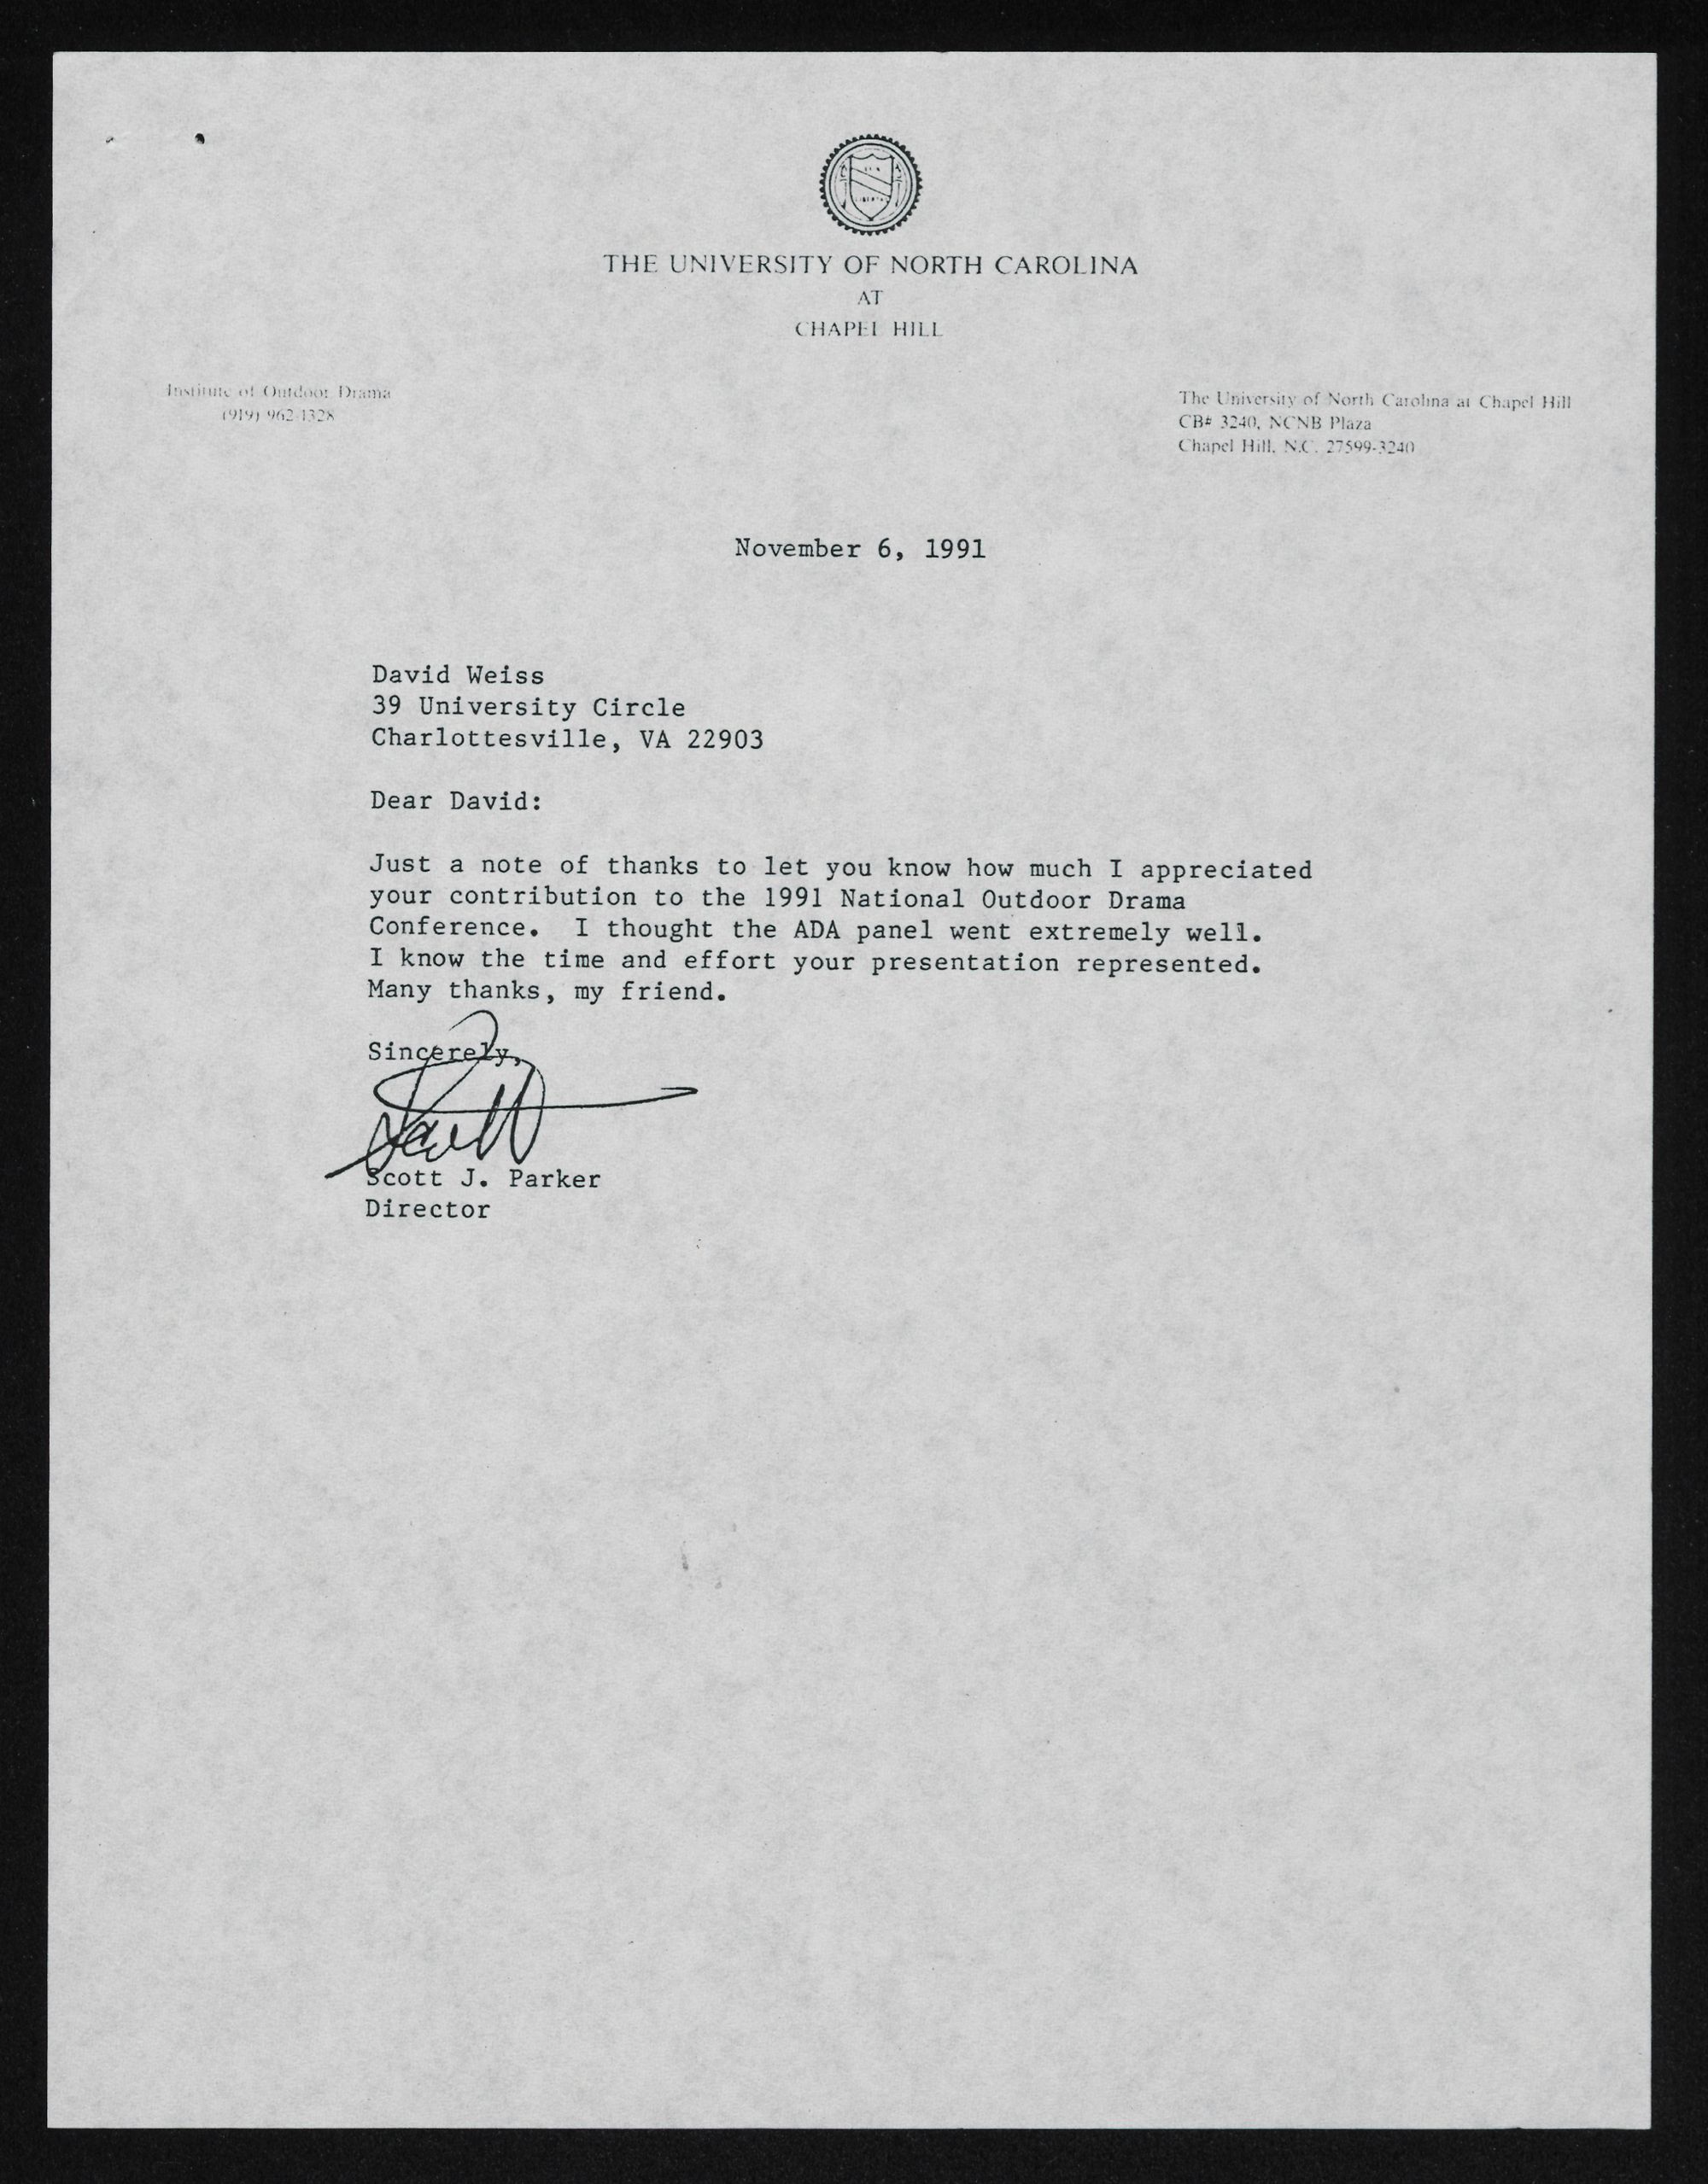 THE UNIVERSITY OF NORTH CAROLINA
AT
CHAPEL HILL
Institute of Outdoor Drama
(919) 962-1328
The University of North Carolina at Chapel Hill
CB# 3240, NCNB Plaza
Chapel Hill, N.C. 27599-3240
November 6, 1991
David Weiss
39 University Circle
Charlottesville, VA 22903
Dear David:
Just a note of thanks to let you know how much I appreciated
your contribution to the 1991 National Outdoor Drama
Conference.  I thought the ADA panel went extremely well.
I know the time and effort your presentation represented.
Many thanks, my friend.
Sincerely,
Scott
Scott J. Parker
Director